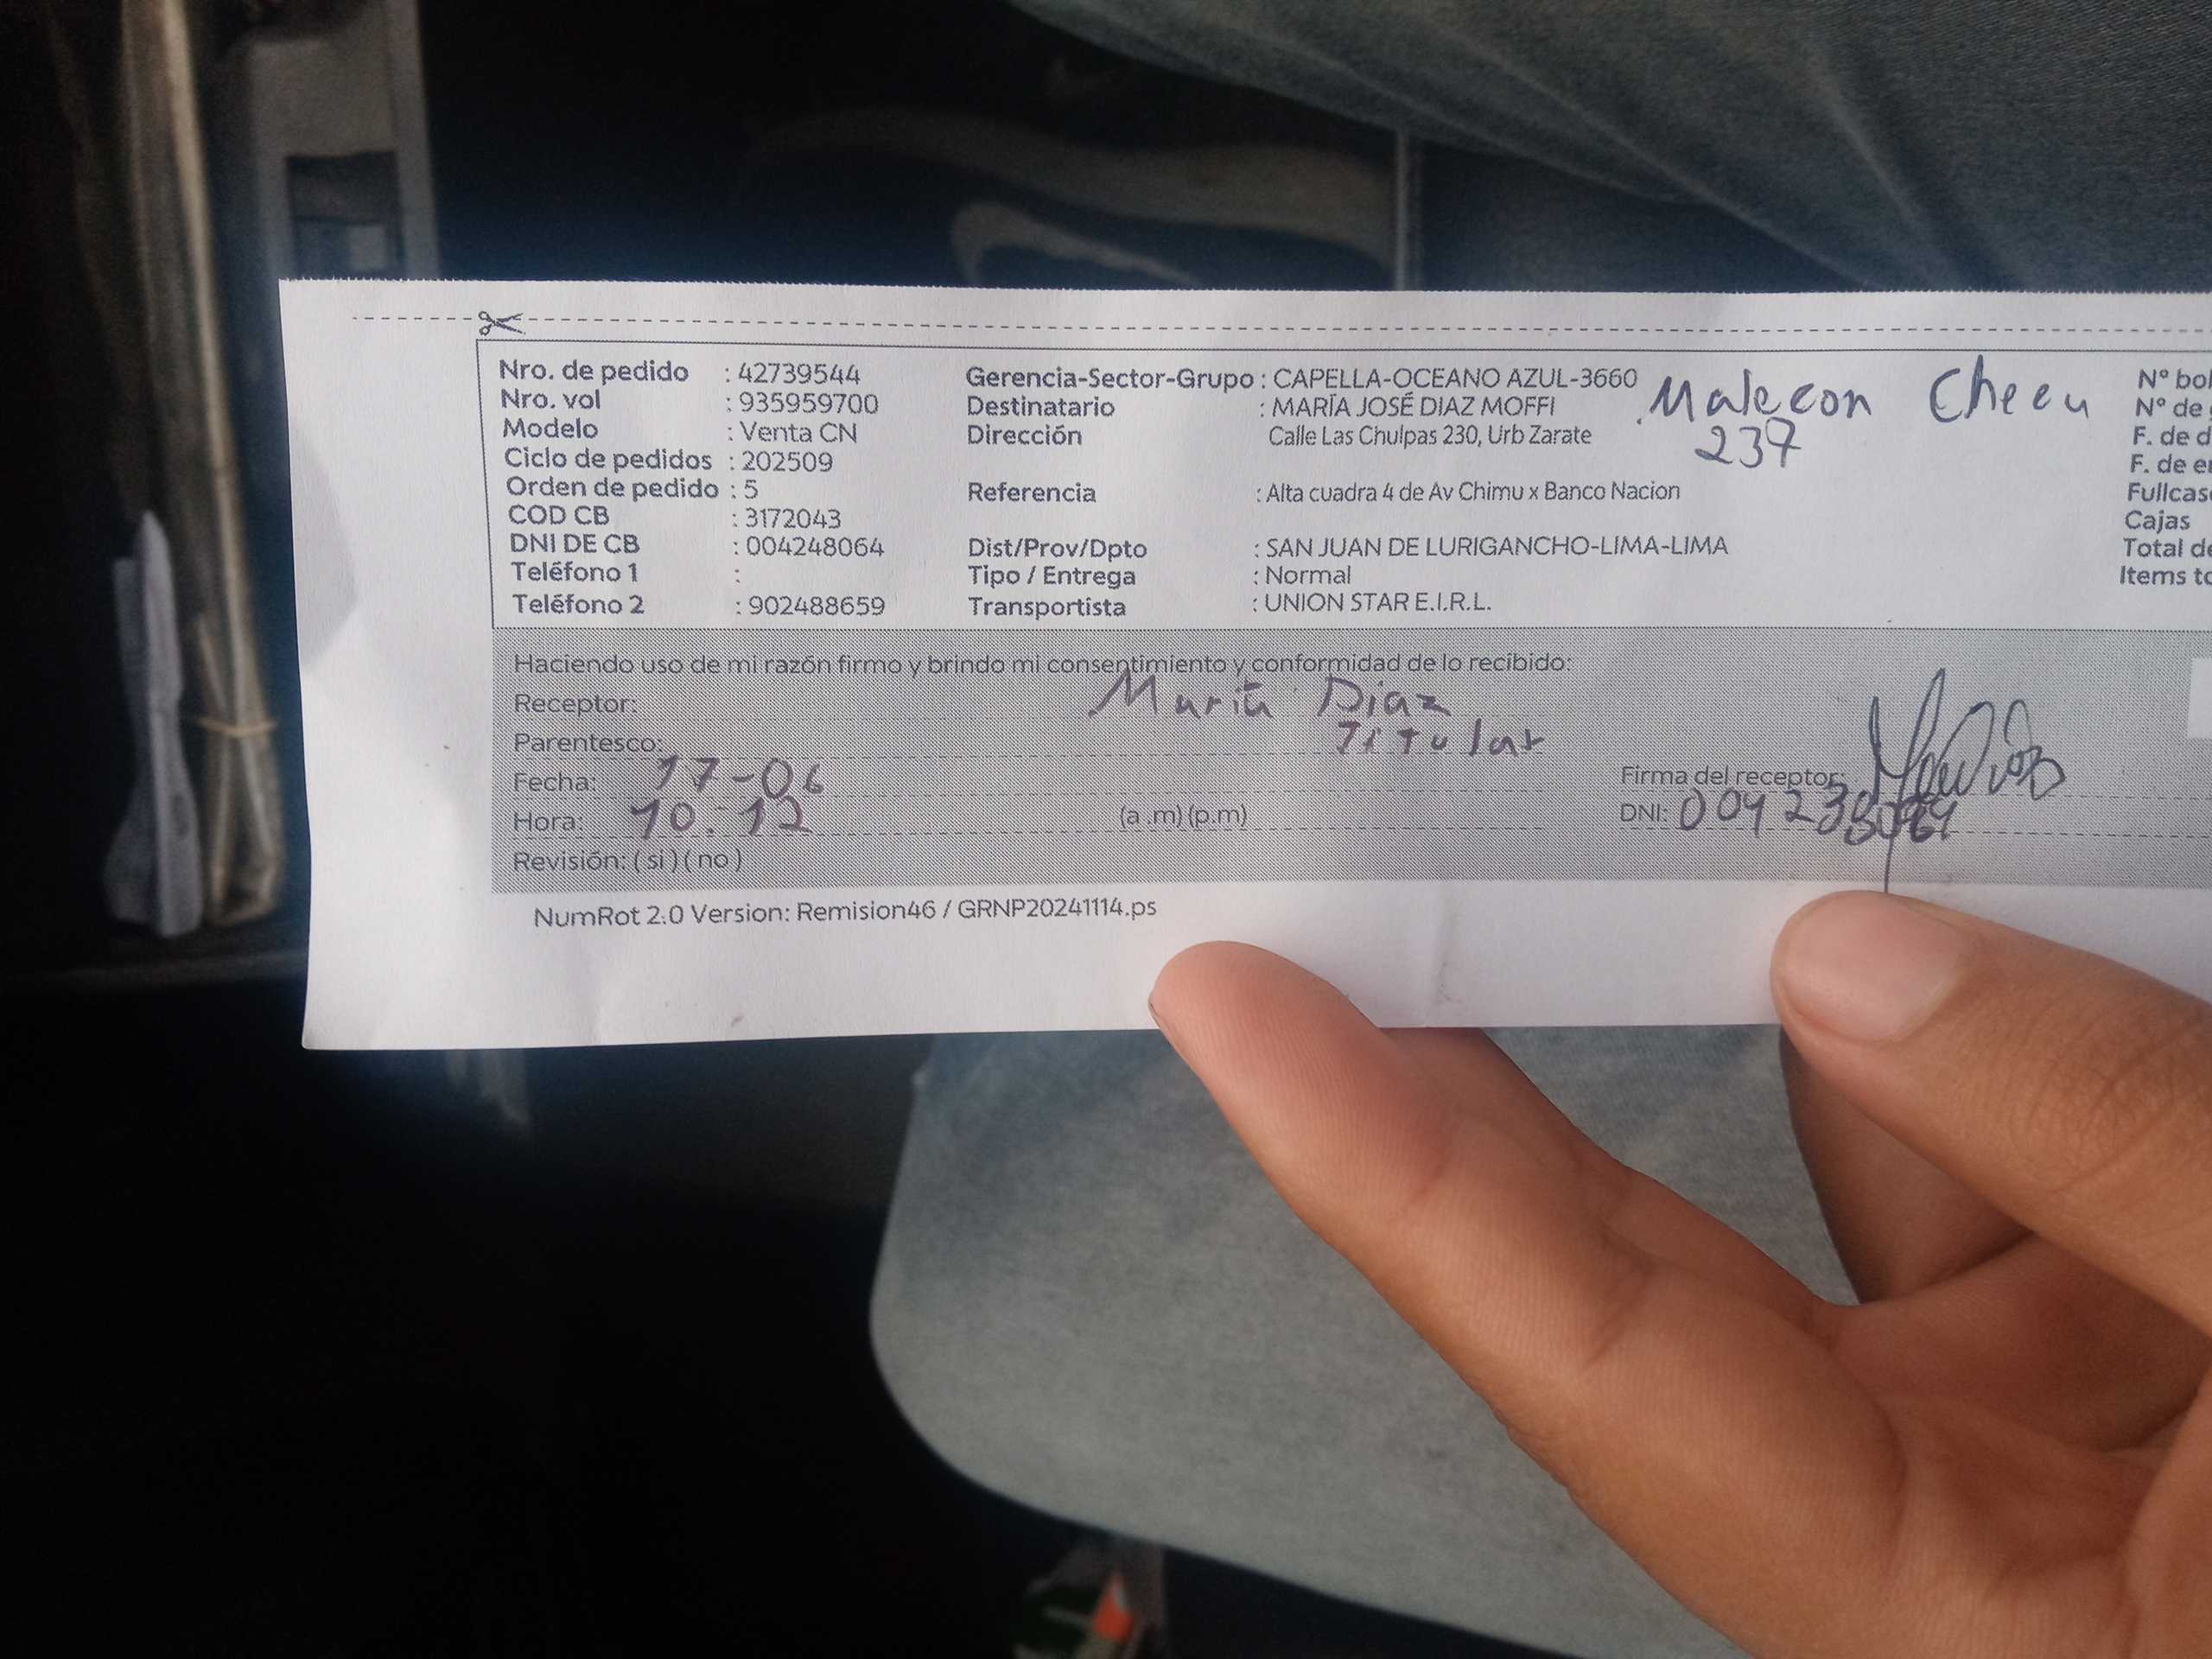 Nro. de pedido : 42739544
Nro. vol : 935959700
Modelo : Venta CN
Ciclo de pedidos : 202509
Orden de pedido : 5
COD CB : 3172043
DNI DE CB : 004248064
Teléfono 1 :
Teléfono 2 : 902488659
Gerencia-Sector-Grupo : CAPELLA-OCEANO AZUL-3660
Destinatario : MARÍA JOSÉ DIAZ MOFFI
Dirección Calle Las Chulpas 230, Urb Zarate
Referencia : Alta cuadra 4 de Av Chimu x Banco Nacion
Dist/Prov/Dpto : SAN JUAN DE LURIGANCHO-LIMA-LIMA
Tipo / Entrega : Normal
Transportista : UNION STAR E.I.R.L.
Malecon
237
N° bol
N° de
F. de d
F. de e
Fullcas
Cajas
Total de
Items to
Haciendo uso de mi razón firmo y brindo mi consentimiento y conformidad de lo recibido:
Receptor: Maria Diaz
Parentesco: Titular
Fecha: 17-06
Hora: 10.12 (a.m) (p.m)
Revisión: ( si ) ( no )
Firma del receptor:
DNI:
NumRot 2.0 Version: Remision46 / GRNP20241114.ps